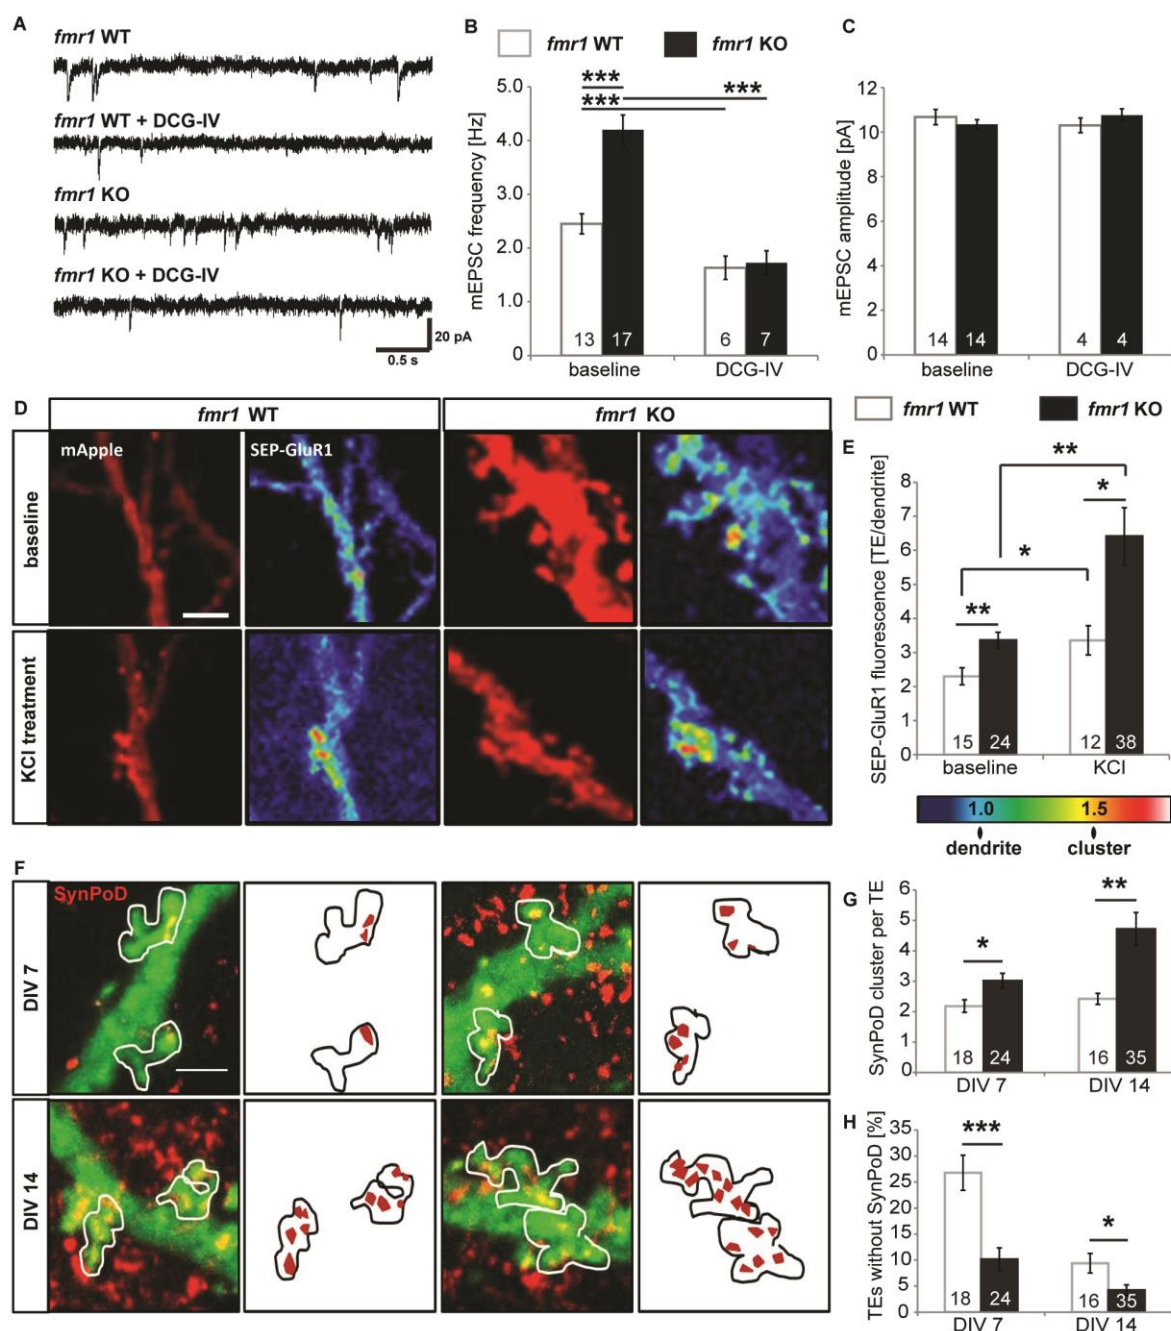 A
fmr1 WT
fmr1 WT + DCG-IV
fmr1 KO
fmr1 KO + DCG-IV
20 pA
0.5 s
B
fmr1 WT
fmr1 KO
mEPSC frequency [Hz]
5.0
4.0
3.0
2.0
1.0
0
***
***
***
13
17
6
7
baseline
DCG-IV
C
mEPSC amplitude [pA]
12
10
8
6
4
2
0
14
14
4
4
baseline
DCG-IV
D
fmr1 WT
fmr1 KO
baseline
mApple
SEP-GluR1
KCl treatment
fmr1 WT
fmr1 KO
E
SEP-GluR1 fluorescence [TE/dendrite]
8
7
6
5
4
3
2
1
0
**
*
*
**
15
24
12
38
baseline
KCl
1.0
1.5
dendrite
cluster
F
SynPoD
DIV 7
DIV 14
G
SynPoD cluster per TE
6
5
4
3
2
1
0
*
**
18
24
16
35
DIV 7
DIV 14
H
TEs without SynPoD [%]
35
30
25
20
15
10
5
0
***
*
18
24
16
35
DIV 7
DIV 14